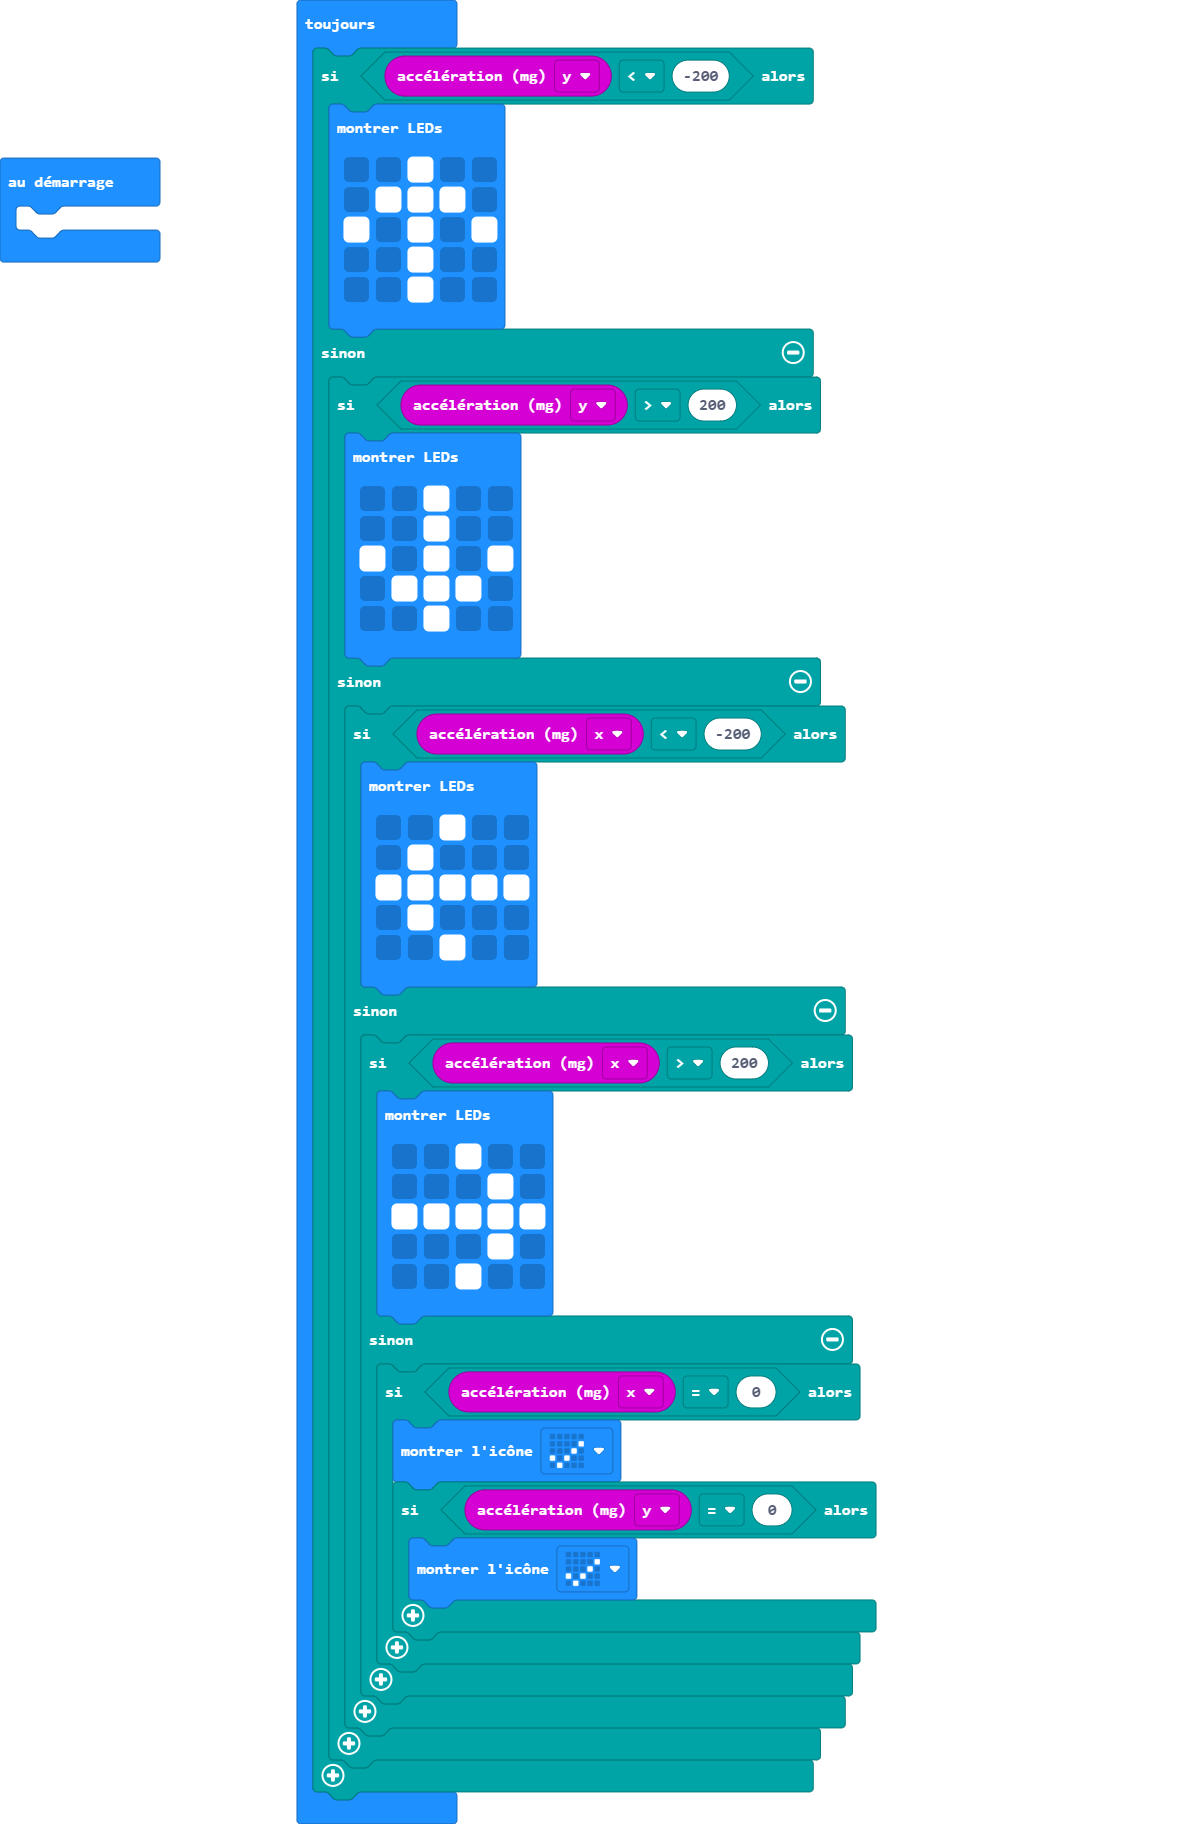 toujours
si accélération (mg) y < -200 alors
montrer LEDs
au démarrage
sinon
si accélération (mg) y > 200 alors
montrer LEDs
sinon
si accélération (mg) x < -200 alors
montrer LEDs
sinon
si accélération (mg) x > 200 alors
montrer LEDs
sinon
si accélération (mg) x = 0 alors
montrer l'icône
si accélération (mg) y = 0 alors
montrer l'icône